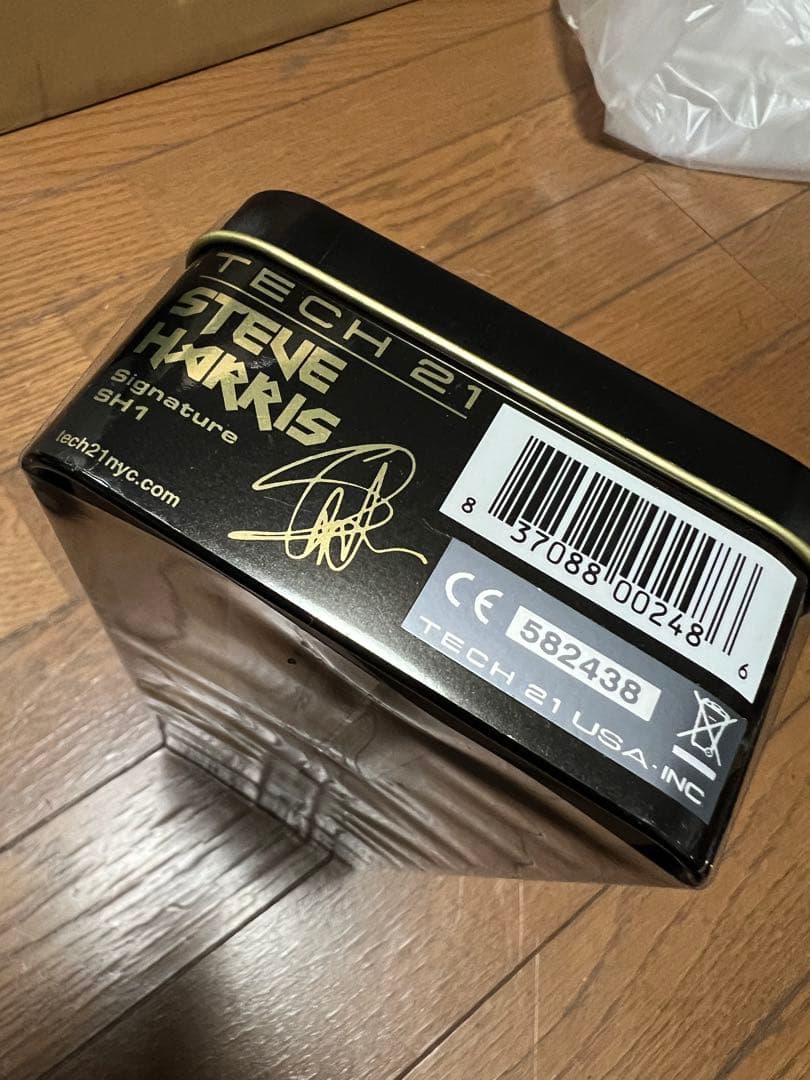 TECH 21
STEVE
HARRIS
signature
SH1
tech21nyc.com
8 37088 00248 6
CE 582438
TECH 21 USA, INC